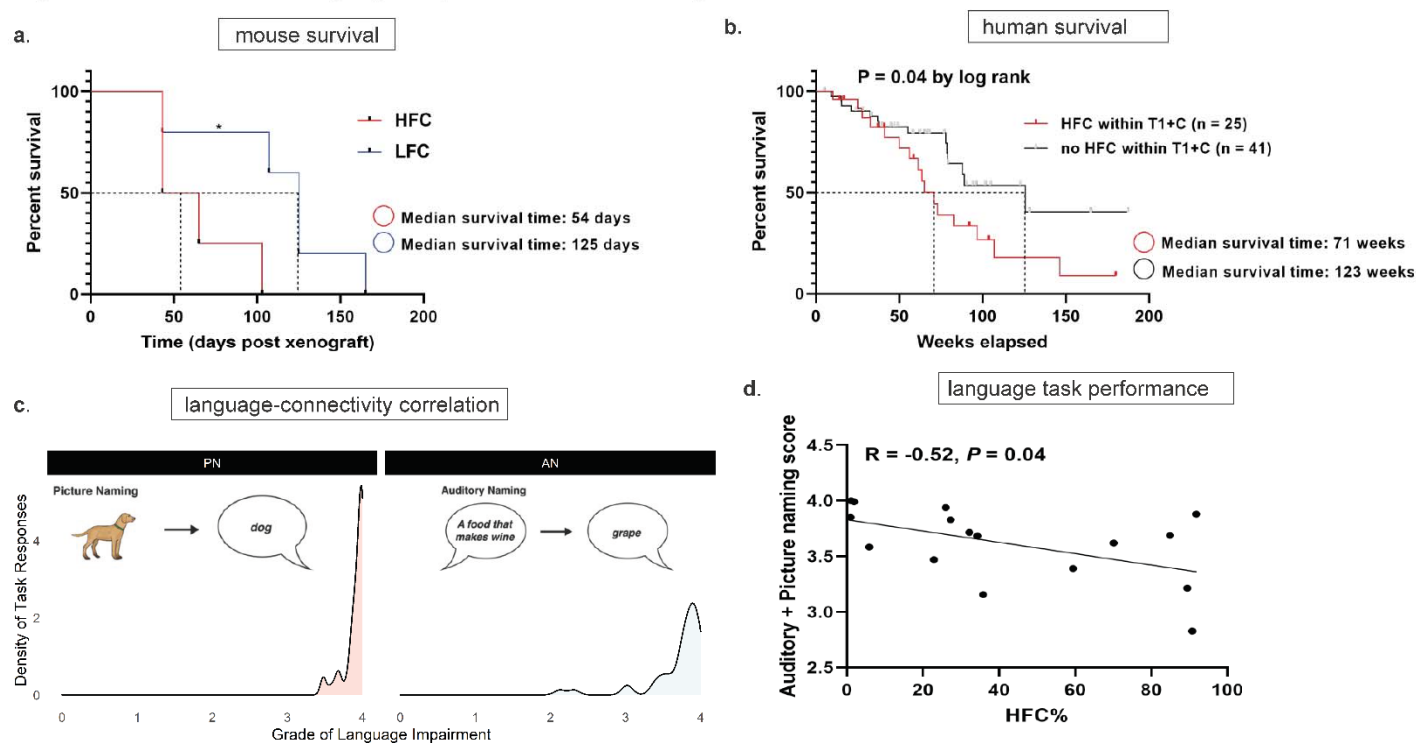 a.
mouse survival
100
50
0
Percent survival
0
50
100
150
200
Time (days post xenograft)
*
HFC
LFC
Median survival time: 54 days
Median survival time: 125 days
b.
human survival
P = 0.04 by log rank
100
50
0
Percent survival
0
50
100
150
200
Weeks elapsed
HFC within T1+C (n = 25)
no HFC within T1+C (n = 41)
Median survival time: 71 weeks
Median survival time: 123 weeks
c.
language-connectivity correlation
PN
AN
Picture Naming
dog
Auditory Naming
A food that
makes wine
grape
Density of Task Responses
4
2
0
0
1
2
3
4
0
1
2
3
4
Grade of Language Impairment
d.
language task performance
R = -0.52, P = 0.04
Auditory + Picture naming score
4.5
4.0
3.5
3.0
2.5
0
20
40
60
80
100
HFC%